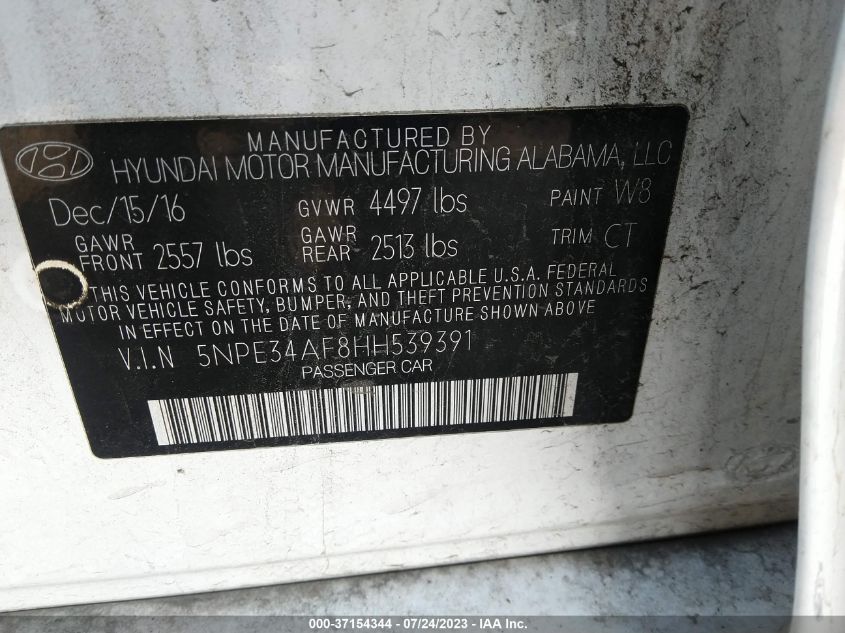 MANUFACTURED BY
HYUNDAI MOTOR MANUFACTURING ALABAMA, LLC
Dec/15/16 GVWR 4497 lbs PAINT W8
GAWR FRONT 2557 lbs GAWR REAR 2513 lbs TRIM CT
THIS VEHICLE CONFORMS TO ALL APPLICABLE U.S.A. FEDERAL
MOTOR VEHICLE SAFETY, BUMPER, AND THEFT PREVENTION STANDARDS
IN EFFECT ON THE DATE OF MANUFACTURE SHOWN ABOVE
V.I.N 5NPE34AF8HH539391
PASSENGER CAR
000-37154344 | 07/24/2023 - IAA, Inc.